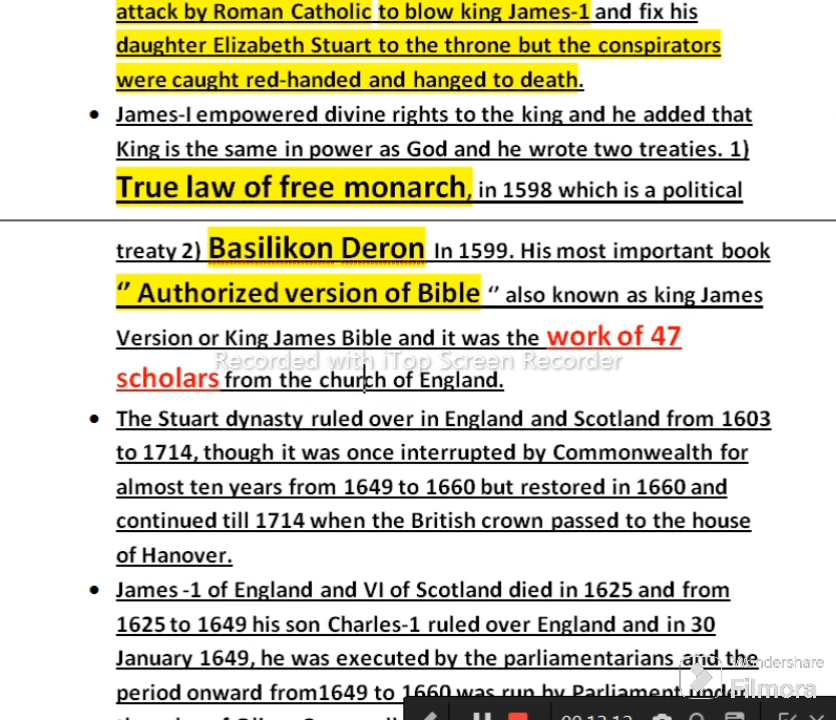 attack by Roman Catholic to blow king James-1 and fix his
daughter Elizabeth Stuart to the throne but the conspirators
were caught red-handed and hanged to death.
• James-I empowered divine rights to the king and he added that
King is the same in power as God and he wrote two treaties. 1)
True law of free monarch, in 1598 which is a political
treaty 2) Basilikon Deron In 1599. His most important book
“ Authorized version of Bible “ also known as king James
Version or King James Bible and it was the work of 47
Recorded with iTop Screen Recorder
scholars from the church of England.
• The Stuart dynasty ruled over in England and Scotland from 1603
to 1714, though it was once interrupted by Commonwealth for
almost ten years from 1649 to 1660 but restored in 1660 and
continued till 1714 when the British crown passed to the house
of Hanover.
• James -1 of England and VI of Scotland died in 1625 and from
1625 to 1649 his son Charles-1 ruled over England and in 30
January 1649, he was executed by the parliamentarians and the
Wondershare
Filmora
period onward from1649 to 1660 was run by Parliament under